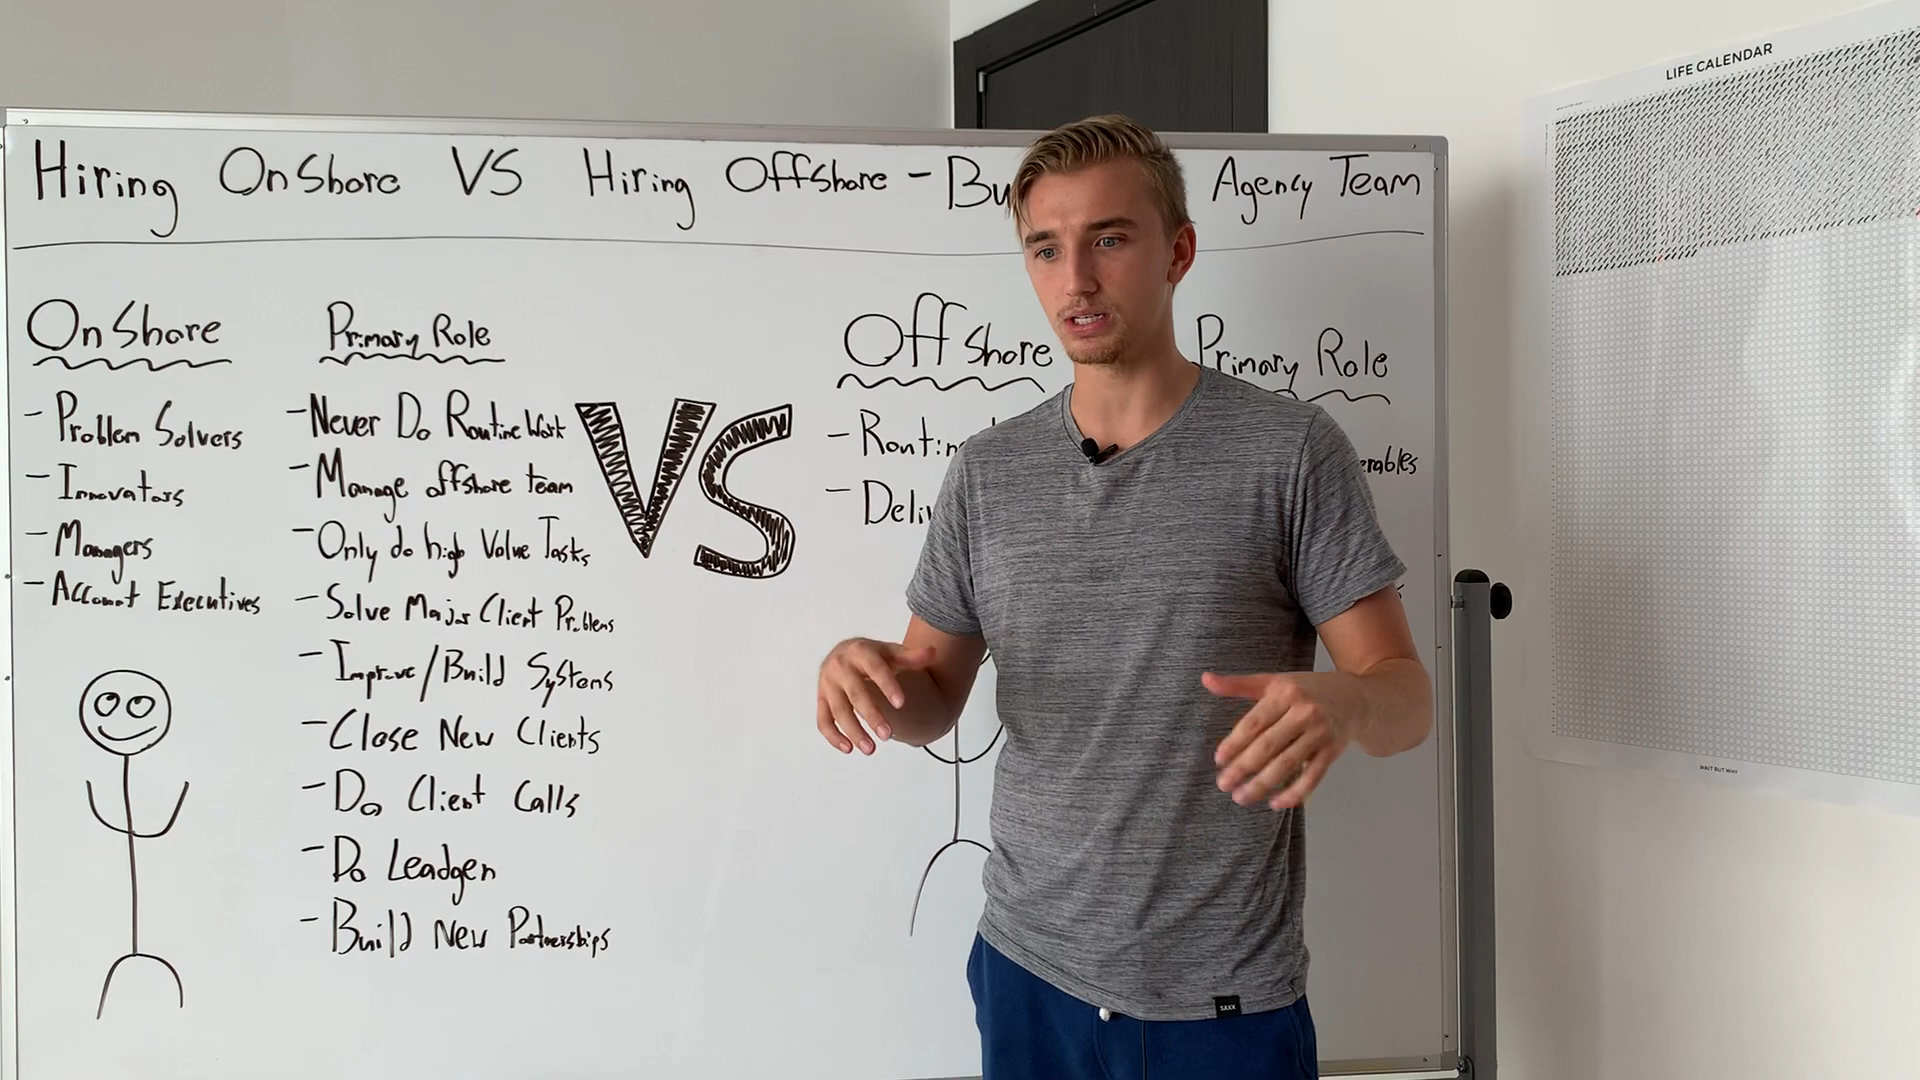 Hiring OnShore VS Hiring Offshore - Bu Agency Team
OnShore
- Problem Solvers
- Innovators
- Managers
- Account Executives
Primary Role
- Never Do Routine Work
- Manage offshore team
- Only do high Value Tasks
- Solve Major Client Problems
- Improve/Build Systems
- Close New Clients
- Do Client Calls
- Do Leadgen
- Build New Partnerships
VS
Offshore
- Routin
- Deliv
Primary Role
erables
LIFE CALENDAR
WAIT BUT WHY
SAXX